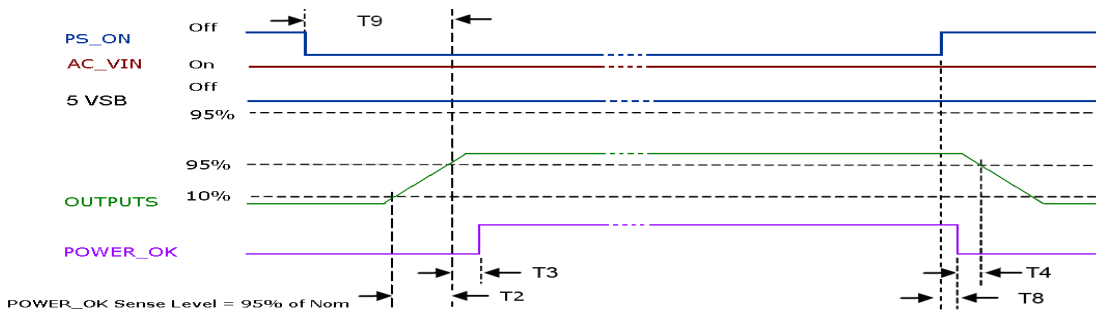 Off
T9
PS_ON
AC_VIN
On
Off
5 VSB
95%
95%
10%
OUTPUTS
POWER_OK
T3
T4
T2
T8
POWER_OK Sense Level = 95% of Nom